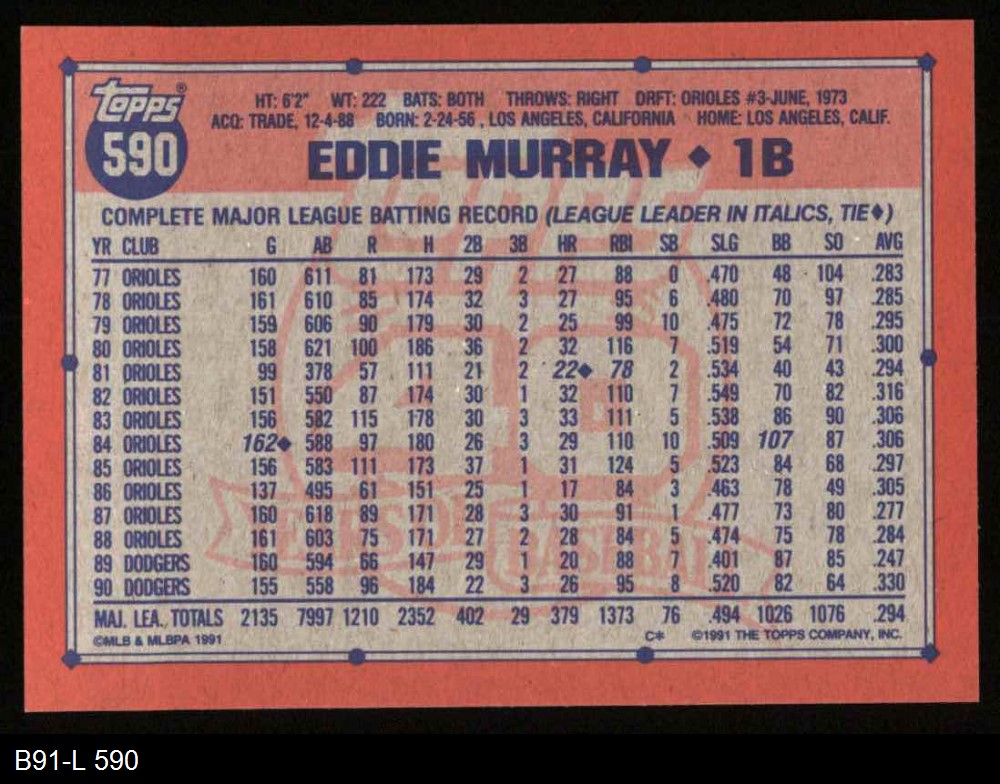 topps®
590
HT: 6'2" WT: 222 BATS: BOTH THROWS: RIGHT DRFT: ORIOLES #3-JUNE, 1973
ACQ: TRADE, 12-4-88 BORN: 2-24-56 , LOS ANGELES, CALIFORNIA HOME: LOS ANGELES, CALIF.
EDDIE MURRAY ◆ 1B
COMPLETE MAJOR LEAGUE BATTING RECORD (LEAGUE LEADER IN ITALICS, TIE◆)
YR CLUB G AB R H 2B 3B HR RBI SB SLG BB SO AVG
77 ORIOLES 160 611 81 173 29 2 27 88 0 .470 48 104 .283
78 ORIOLES 161 610 85 174 32 3 27 95 6 .480 70 97 .285
79 ORIOLES 159 606 90 179 30 2 25 99 10 .475 72 78 .295
80 ORIOLES 158 621 100 186 36 2 32 116 7 .519 54 71 .300
81 ORIOLES 99 378 57 111 21 2 22◆ 78 2 .534 40 43 .294
82 ORIOLES 151 550 87 174 30 1 32 110 7 .549 70 82 .316
83 ORIOLES 156 582 115 178 30 3 33 111 5 .538 86 90 .306
84 ORIOLES 162◆ 588 97 180 26 3 29 110 10 .509 107 87 .306
85 ORIOLES 156 583 111 173 37 1 31 124 5 .523 84 68 .297
86 ORIOLES 137 495 61 151 25 1 17 84 3 .463 78 49 .305
87 ORIOLES 160 618 89 171 28 3 30 91 1 .477 73 80 .277
88 ORIOLES 161 603 75 171 27 2 28 84 5 .474 75 78 .284
89 DODGERS 160 594 66 147 29 1 20 88 7 .401 87 85 .247
90 DODGERS 155 558 96 184 22 3 26 95 8 .520 82 64 .330
MAJ. LEA. TOTALS 2135 7997 1210 2352 402 29 379 1373 76 .494 1026 1076 .294
©MLB & MLBPA 1991 C* ©1991 THE TOPPS COMPANY, INC.
topps
40
YEARS OF
BASEBALL
B91-L 590